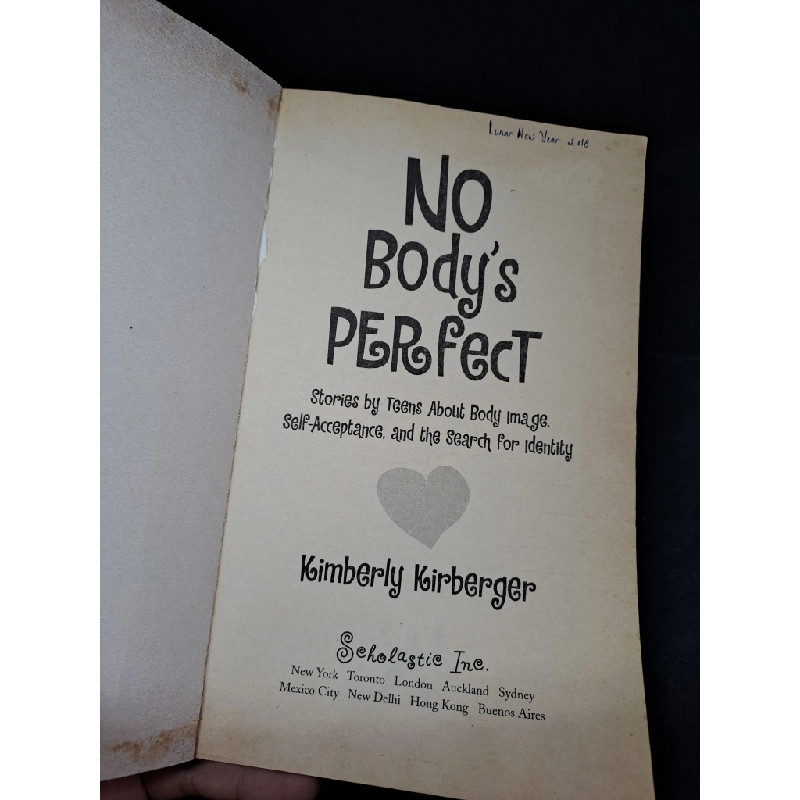 Lunar New Year 2018
NO
BODy's
PERfecT
Stories by Teens About Body Image,
Self-Acceptance, and the Search for Identity
Kimberly Kirberger
Scholastic Inc.
New York Toronto London Auckland Sydney
Mexico City New Delhi Hong Kong Buenos Aires